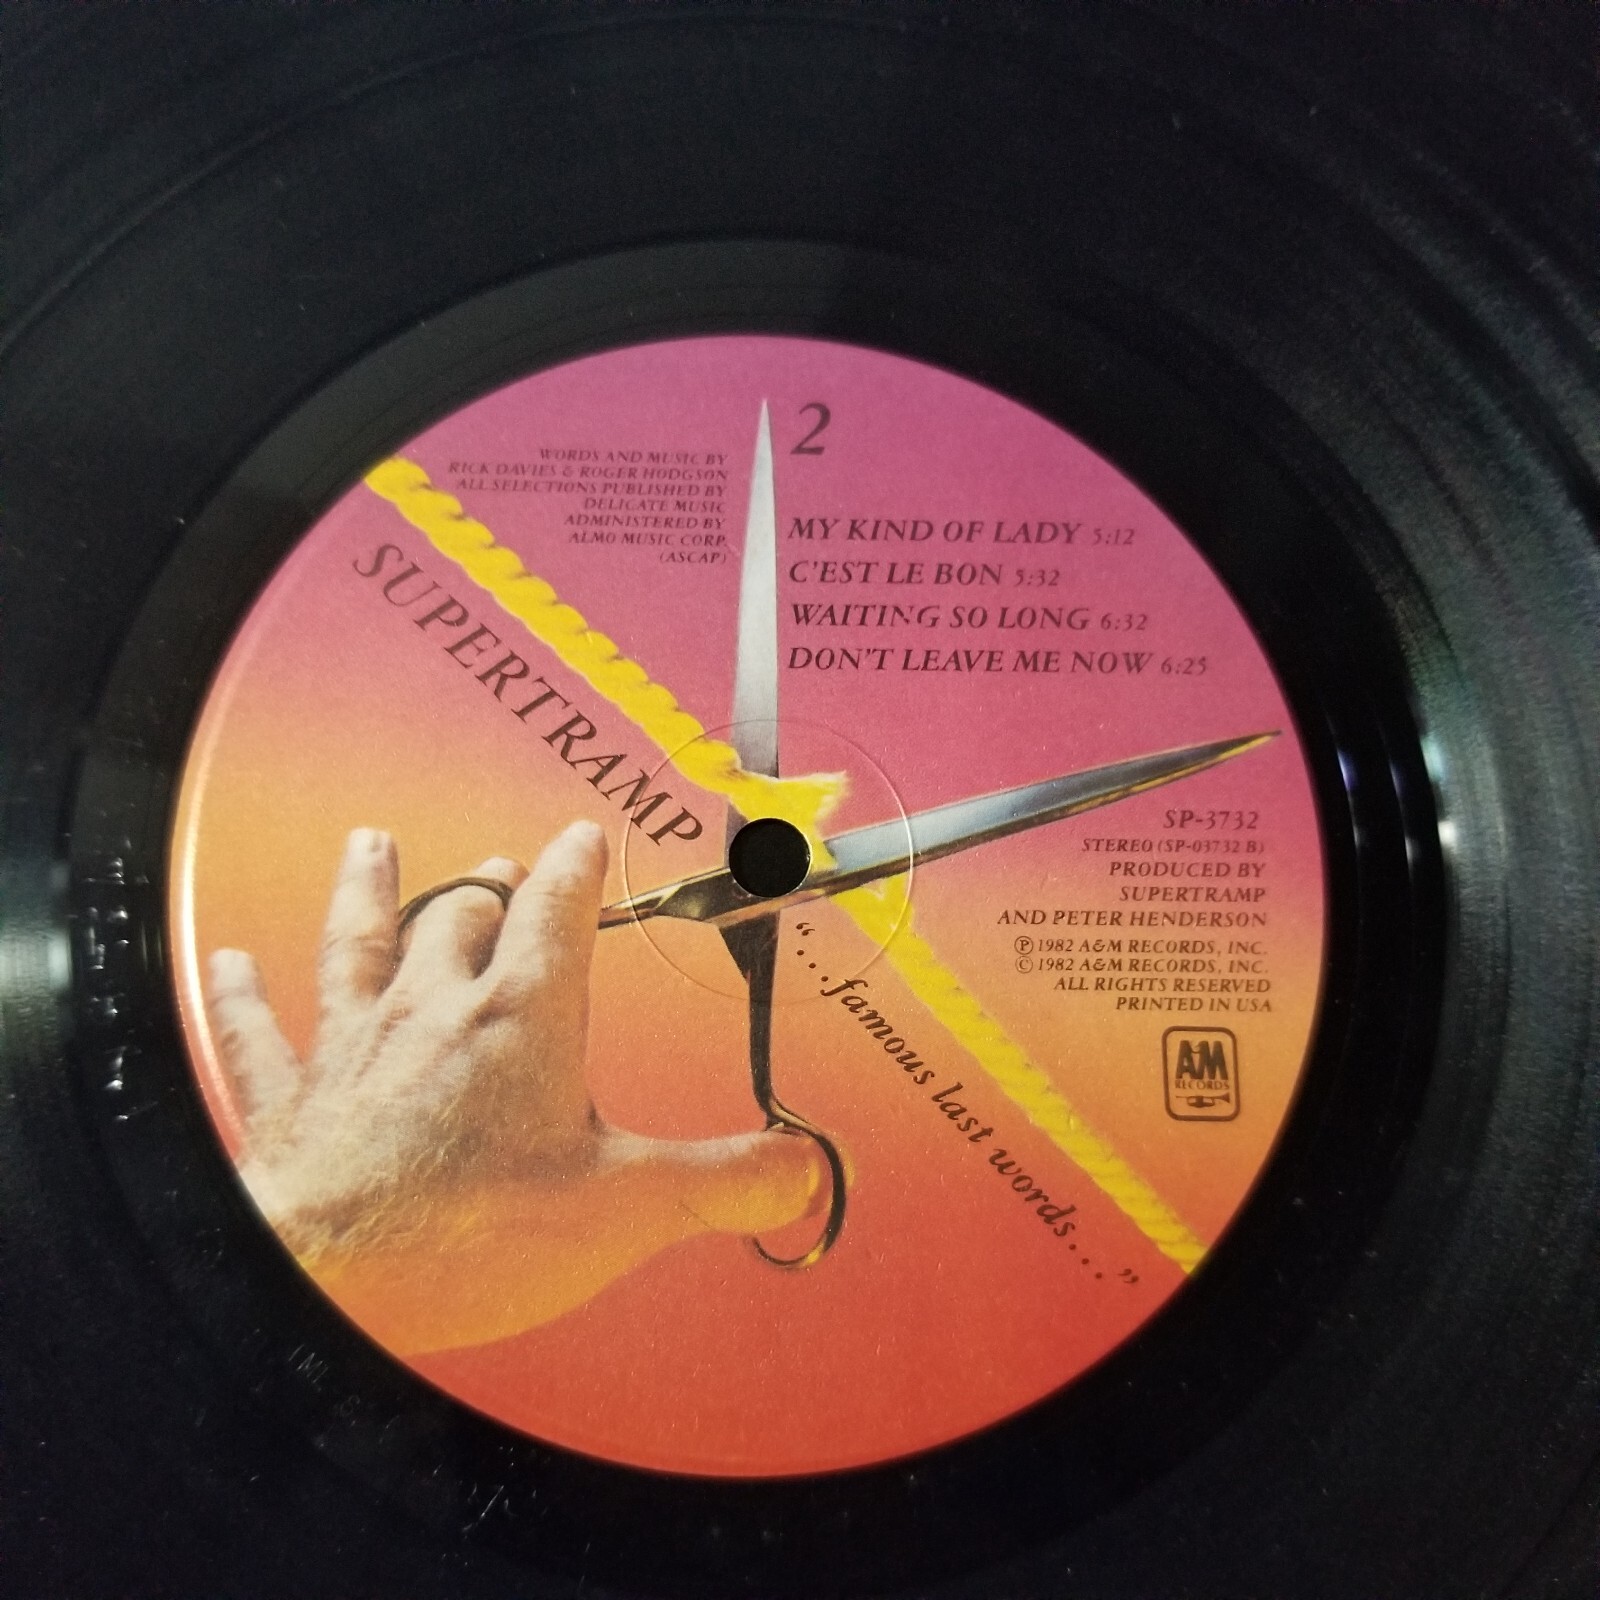 2
WORDS AND MUSIC BY
RICK DAVIES & ROGER HODGSON
ALL SELECTIONS PUBLISHED BY
DELICATE MUSIC
ADMINISTERED BY
ALMO MUSIC CORP.
(ASCAP)
SUPERTRAMP
MY KIND OF LADY 5:12
C'EST LE BON 5:32
WAITING SO LONG 6:32
DON'T LEAVE ME NOW 6:25
SP-3732
STEREO (SP-03732 B)
PRODUCED BY
SUPERTRAMP
AND PETER HENDERSON
Ⓟ 1982 A&M RECORDS, INC.
© 1982 A&M RECORDS, INC.
ALL RIGHTS RESERVED
PRINTED IN USA
A&M
RECORDS
"...famous last words..."